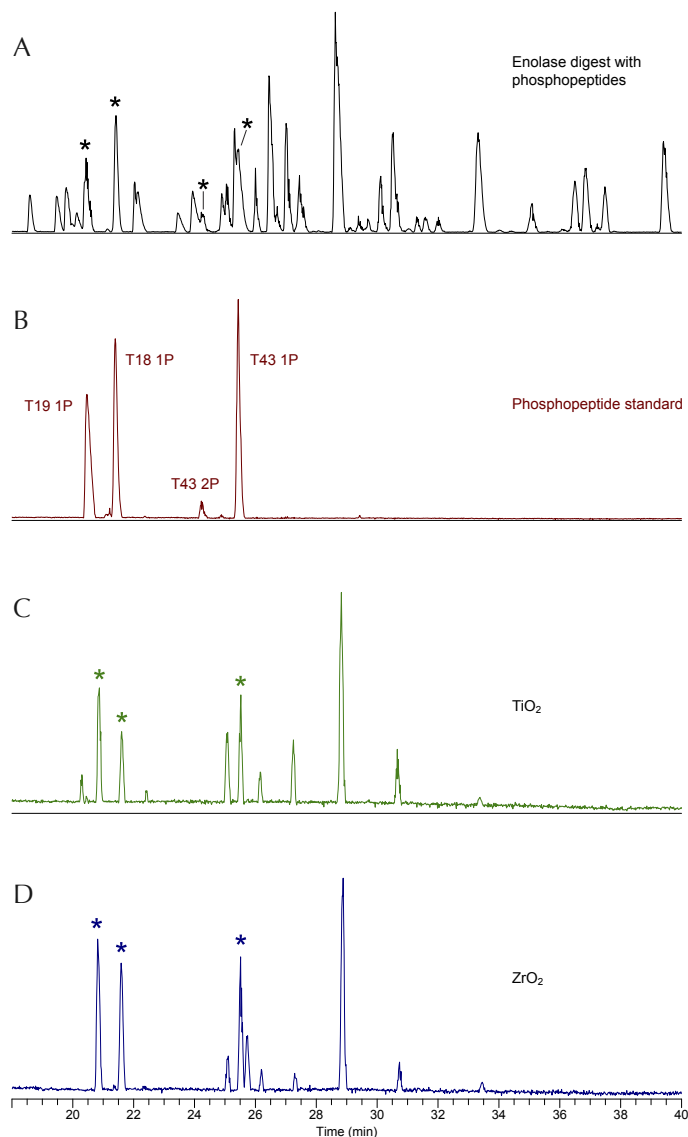 A
Enolase digest with
phosphopeptides
*
*
*
*
B
T18 1P
T43 1P
T19 1P
Phosphopeptide standard
T43 2P
C
*
*
*
TiO₂
D
*
*
*
ZrO₂
20 22 24 26 28 30 32 34 36 38 40
Time (min)